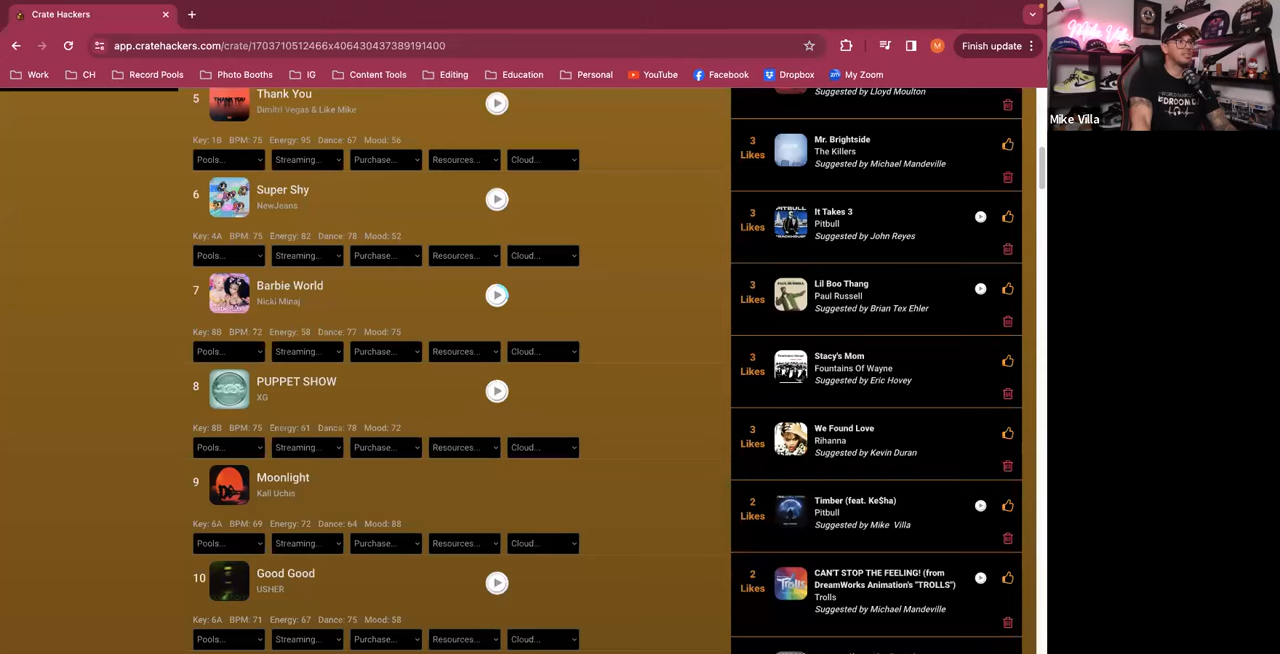 Crate Hackers
app.cratehackers.com/crate/1703710512466x406430437389191400
M
Finish update
Work
CH
Record Pools
Photo Booths
IG
Content Tools
Editing
Education
Personal
YouTube
Facebook
Dropbox
My Zoom
Mike Villa
5
THANK YOU
Thank You
Dimitri Vegas & Like Mike
Key: 1B BPM: 75 Energy: 95 Dance: 67 Mood: 56
Pools... Streaming... Purchase... Resources... Cloud...
6
Super Shy
NewJeans
Key: 4A BPM: 75 Energy: 82 Dance: 78 Mood: 52
Pools... Streaming... Purchase... Resources... Cloud...
7
Barbie World
Nicki Minaj
Key: 8B BPM: 72 Energy: 58 Dance: 77 Mood: 75
Pools... Streaming... Purchase... Resources... Cloud...
8
PUPPET SHOW
XG
Key: 8B BPM: 75 Energy: 61 Dance: 78 Mood: 72
Pools... Streaming... Purchase... Resources... Cloud...
9
Moonlight
Kali Uchis
Key: 6A BPM: 69 Energy: 72 Dance: 64 Mood: 88
Pools... Streaming... Purchase... Resources... Cloud...
10
Good Good
USHER
Key: 6A BPM: 71 Energy: 67 Dance: 75 Mood: 58
Pools... Streaming... Purchase... Resources... Cloud...
Suggested by Lloyd Moulton
3
Likes
Mr. Brightside
The Killers
Suggested by Michael Mandeville
3
Likes
PITBULL
It Takes 3
Pitbull
Suggested by John Reyes
3
Likes
Lil Boo Thang
Paul Russell
Suggested by Brian Tex Ehler
3
Likes
Stacy's Mom
Fountains Of Wayne
Suggested by Eric Hovey
3
Likes
We Found Love
Rihanna
Suggested by Kevin Duran
2
Likes
Timber (feat. Ke$ha)
Pitbull
Suggested by Mike Villa
2
Likes
Trolls
CAN'T STOP THE FEELING! (from
DreamWorks Animation's "TROLLS")
Trolls
Suggested by Michael Mandeville